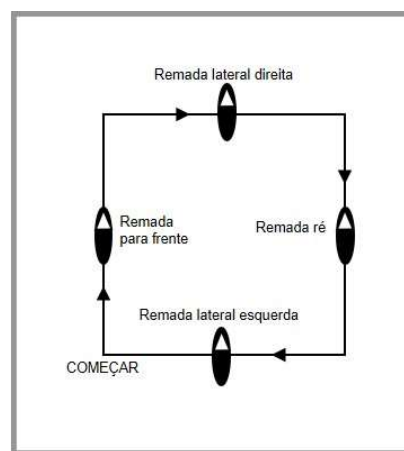 Remada lateral direita
Remada
para frente
Remada ré
Remada lateral esquerda
COMEÇAR